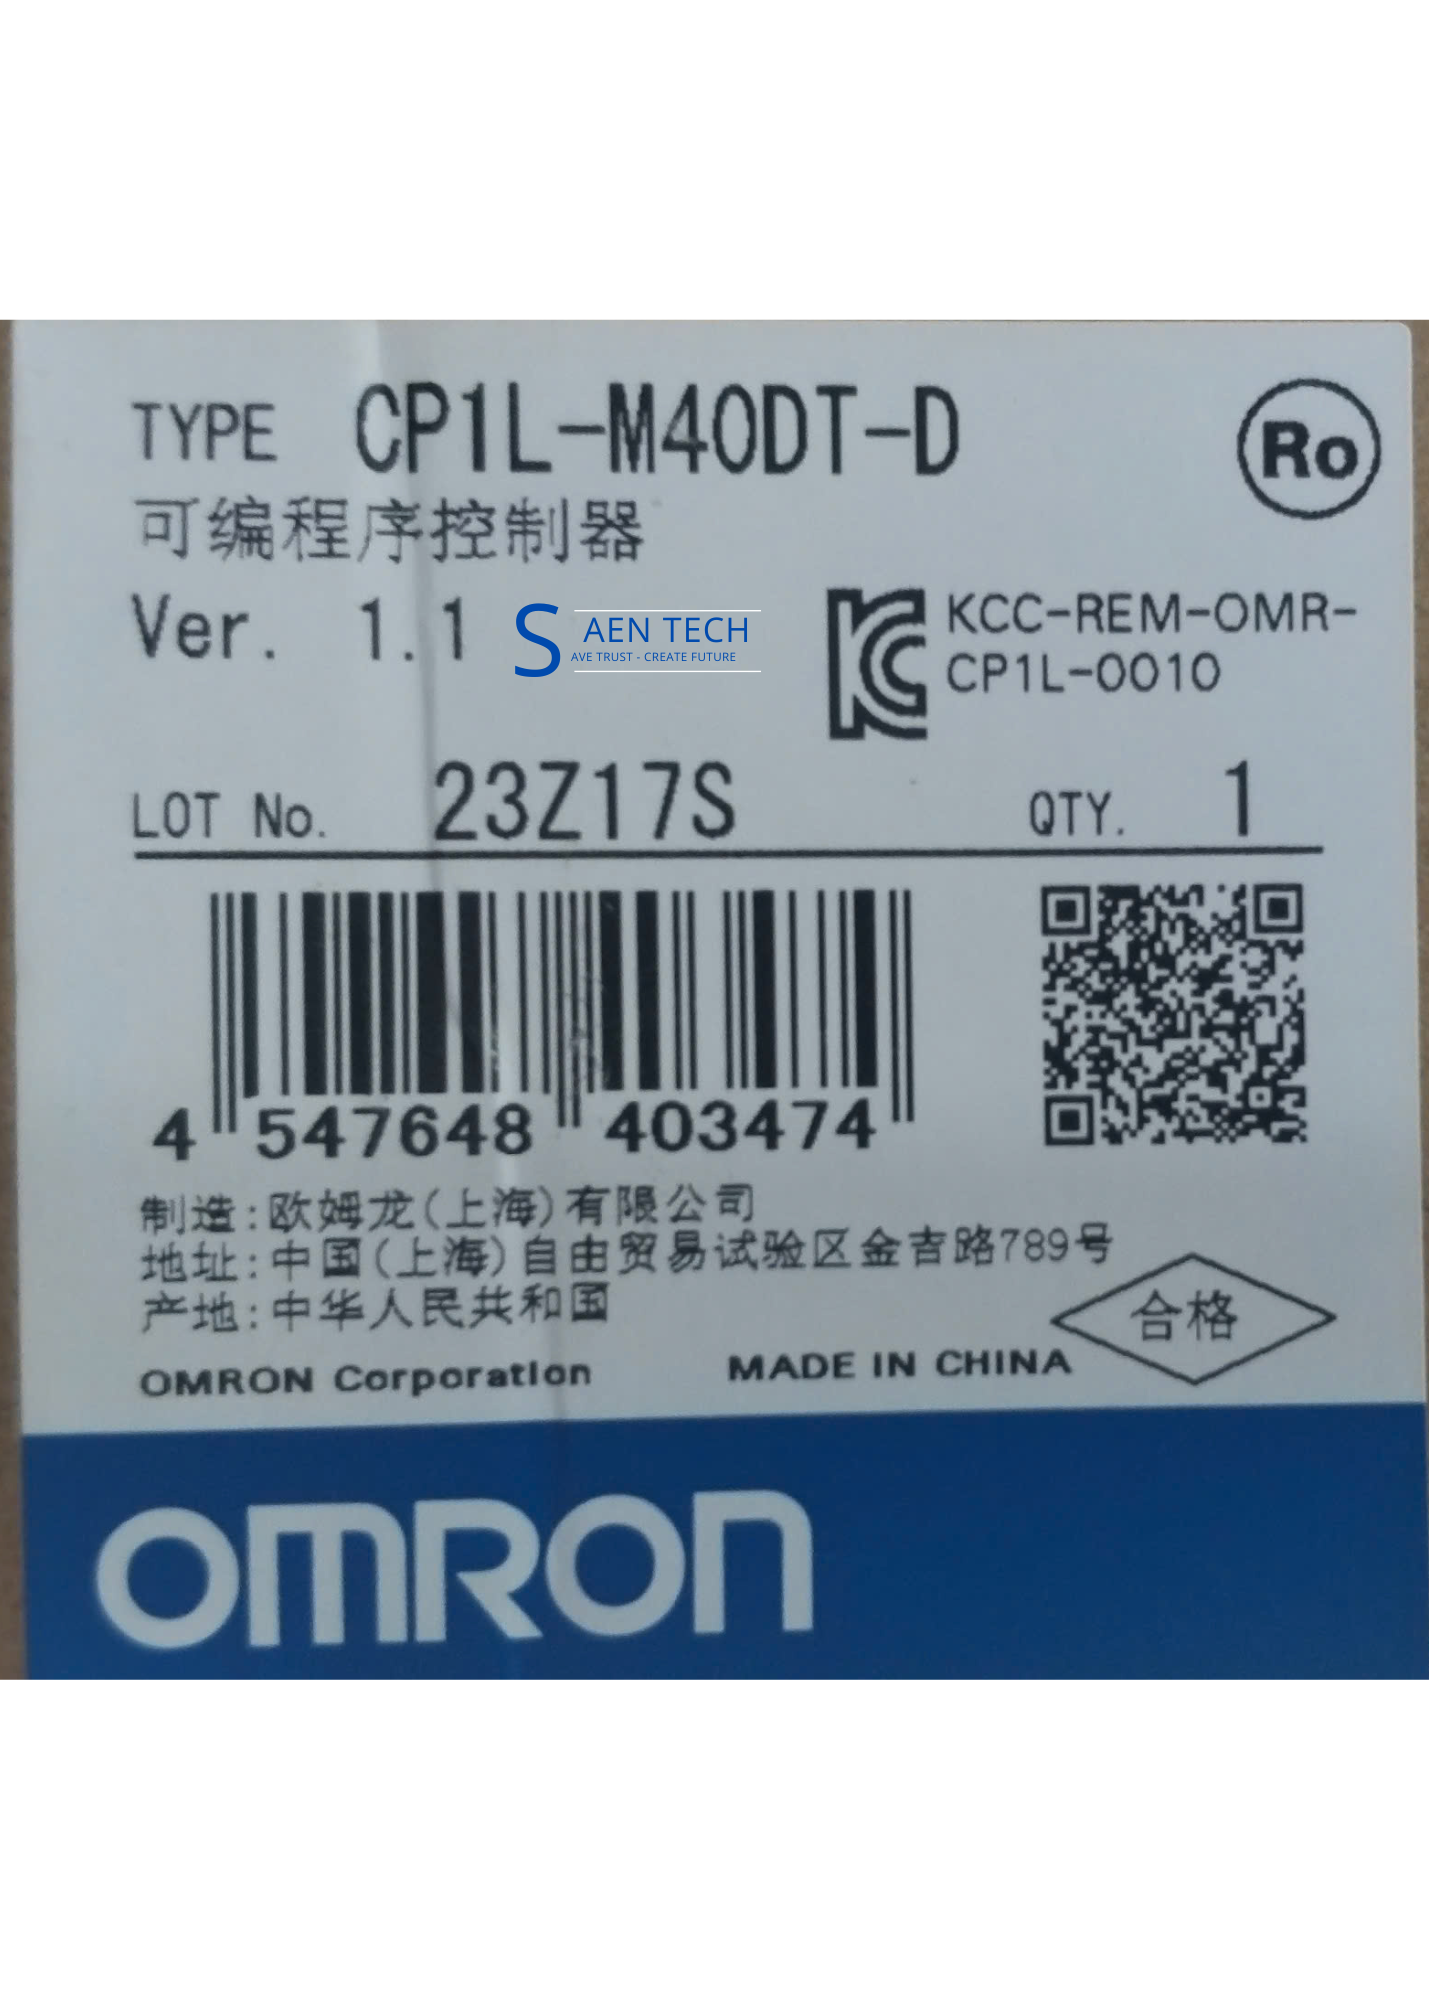 TYPE CP1L-M40DT-D
Ro
可编程序控制器
Ver. 1.1
S AEN TECH
AVE TRUST - CREATE FUTURE
KC KCC-REM-OMR-
CP1L-0010
LOT No. 23Z17S QTY. 1
4 547648 403474
制造:欧姆龙(上海)有限公司
地址:中国(上海)自由贸易试验区金吉路789号
产地:中华人民共和国
合格
OMRON Corporation MADE IN CHINA
OMRON